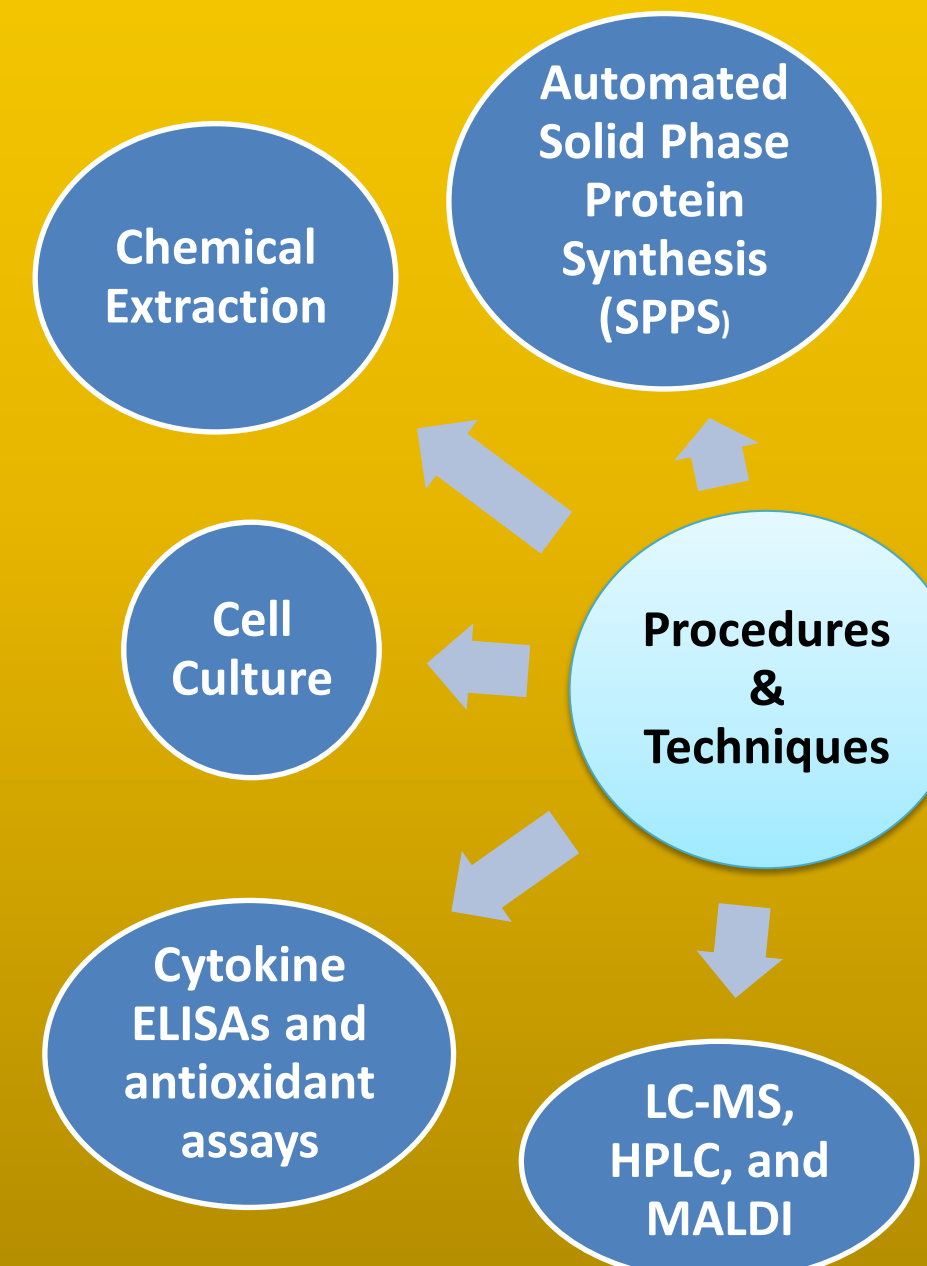 Automated
Solid Phase
Protein
Synthesis
(SPPS)
Chemical
Extraction
Cell
Culture
Procedures
&
Techniques
Cytokine
ELISAs and
antioxidant
assays
LC-MS,
HPLC, and
MALDI